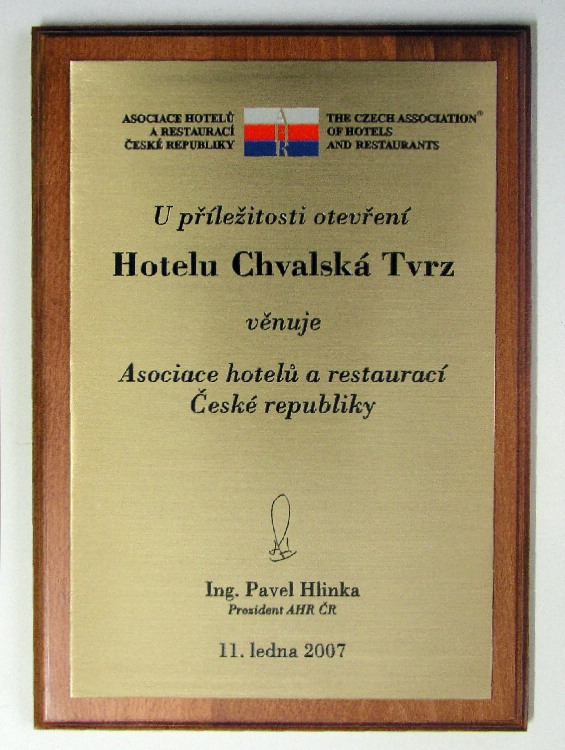 ASOCIACE HOTELŮ
A RESTAURACÍ
ČESKÉ REPUBLIKY
AHR
THE CZECH ASSOCIATION®
OF HOTELS
AND RESTAURANTS
U příležitosti otevření
Hotelu Chvalská Tvrz
věnuje
Asociace hotelů a restaurací
České republiky
Ing. Pavel Hlinka
Prezident AHR ČR
11. ledna 2007